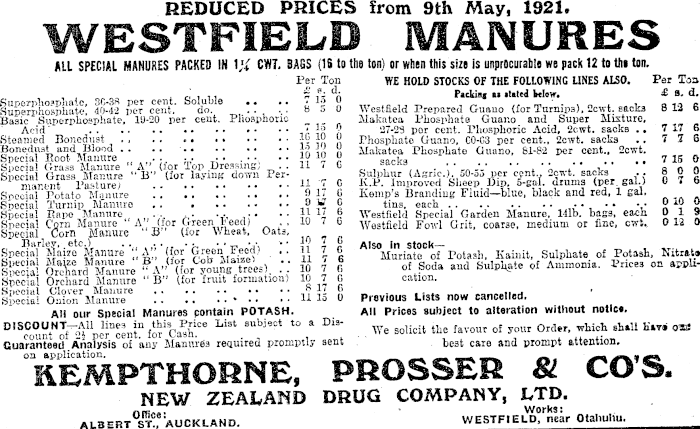 REDUCED PRICES from 9th May, 1921.
WESTFIELD MANURES
ALL SPECIAL MANURES PACKED IN 1¼ CWT. BAGS (16 to the ton) or when this size is unprocurable we pack 12 to the ton.
Per Ton
£ s. d.
Superphosphate, 36-38 per cent. Soluble .. .. 7 15 0
Superphosphate, 40-42 cent. do. .. .. 8 5 0
Basic Superphosphate, 19-20 per cent. Phosphoric
Acid .. .. .. .. .. 7 15 0
Steamed Bonedust .. .. .. .. 16 10 0
Bonedust and Blood .. .. .. .. 15 10 0
Special Root Manure .. .. .. .. 10 10 0
Special Grass Manure "A" (for Top Dressing) .. 11 7 6
Special Grass Manure "B" (for laying down Per-
manent Pasture) .. .. .. .. 11 7 6
Special Potato Manure .. .. .. .. 9 17
Special Turnip Manure .. .. .. .. 9 6
Special Rape Manure .. .. .. .. 11 17 6
Special Corn Manure "A" (for Green Feed) .. 10 7 6
Special Corn Manure "B" (for Wheat, Oats,
Barley, etc.) .. .. .. .. 10 7 6
Special Maize Manure "A" (for Green Feed) .. 11 7 6
Special Maize Manure "B" (for Cob Maize) .. 11 7 6
Special Orchard Manure "A" (for young trees) .. 10 7 6
Special Orchard Manure "B" (for fruit formation) 10 7 6
Special Clover Manure .. .. .. .. 8 17 6
Special Onion Manure .. .. .. .. 11 15 0
All our Special Manures contain POTASH.
DISCOUNT—All lines in this Price List subject to a Dis-
count of 2½ per cent. for Cash.
Guaranteed Analysis of any Manures required promptly sent
on application.
WE HOLD STOCKS OF THE FOLLOWING LINES ALSO.
Packing as stated below.
Per Ton
£ s. d.
Westfield Prepared Guano (for Turnips), 2cwt. sacks 8 12 6
Makatea Phosphate Guano and Super Mixture,
27-28 per cent. Phosphoric Acid, 2cwt. sacks .. 7 17 6
Phosphate Guano, 60-63 per cent., 2cwt. sacks .. 7 7 6
Makatea Phosphate Guano, 81-82 per cent., 2cwt.
sacks .. .. .. .. .. 7 15 0
Sulphur (Agric.), 50-55 per cent., 2cwt. sacks .. 8 0 0
K.P. Improved Sheep Dip, 5-gal. drums (per gal.) 0 7 6
Kemp's Branding Fluid—blue, black and red, 1 gal.
tins, each .. .. .. .. 0 10 0
Westfield Special Garden Manure, 14lb. bags, each 0 1 9
Westfield Fowl Grit, coarse, medium or fine, cwt. 0 12 0
Also in stock—
Muriate of Potash, Kainit, Sulphate of Potash, Nitrate
of Soda and Sulphate of Ammonia. Prices on appli-
cation.
Previous Lists now cancelled.
All Prices subject to alteration without notice.
We solicit the favour of your Order, which shall have our
best care and prompt attention.
KEMPTHORNE, PROSSER & CO'S.
NEW ZEALAND DRUG COMPANY, LTD.
Office:
ALBERT ST., AUCKLAND.
Works:
WESTFIELD, near Otahuhu.